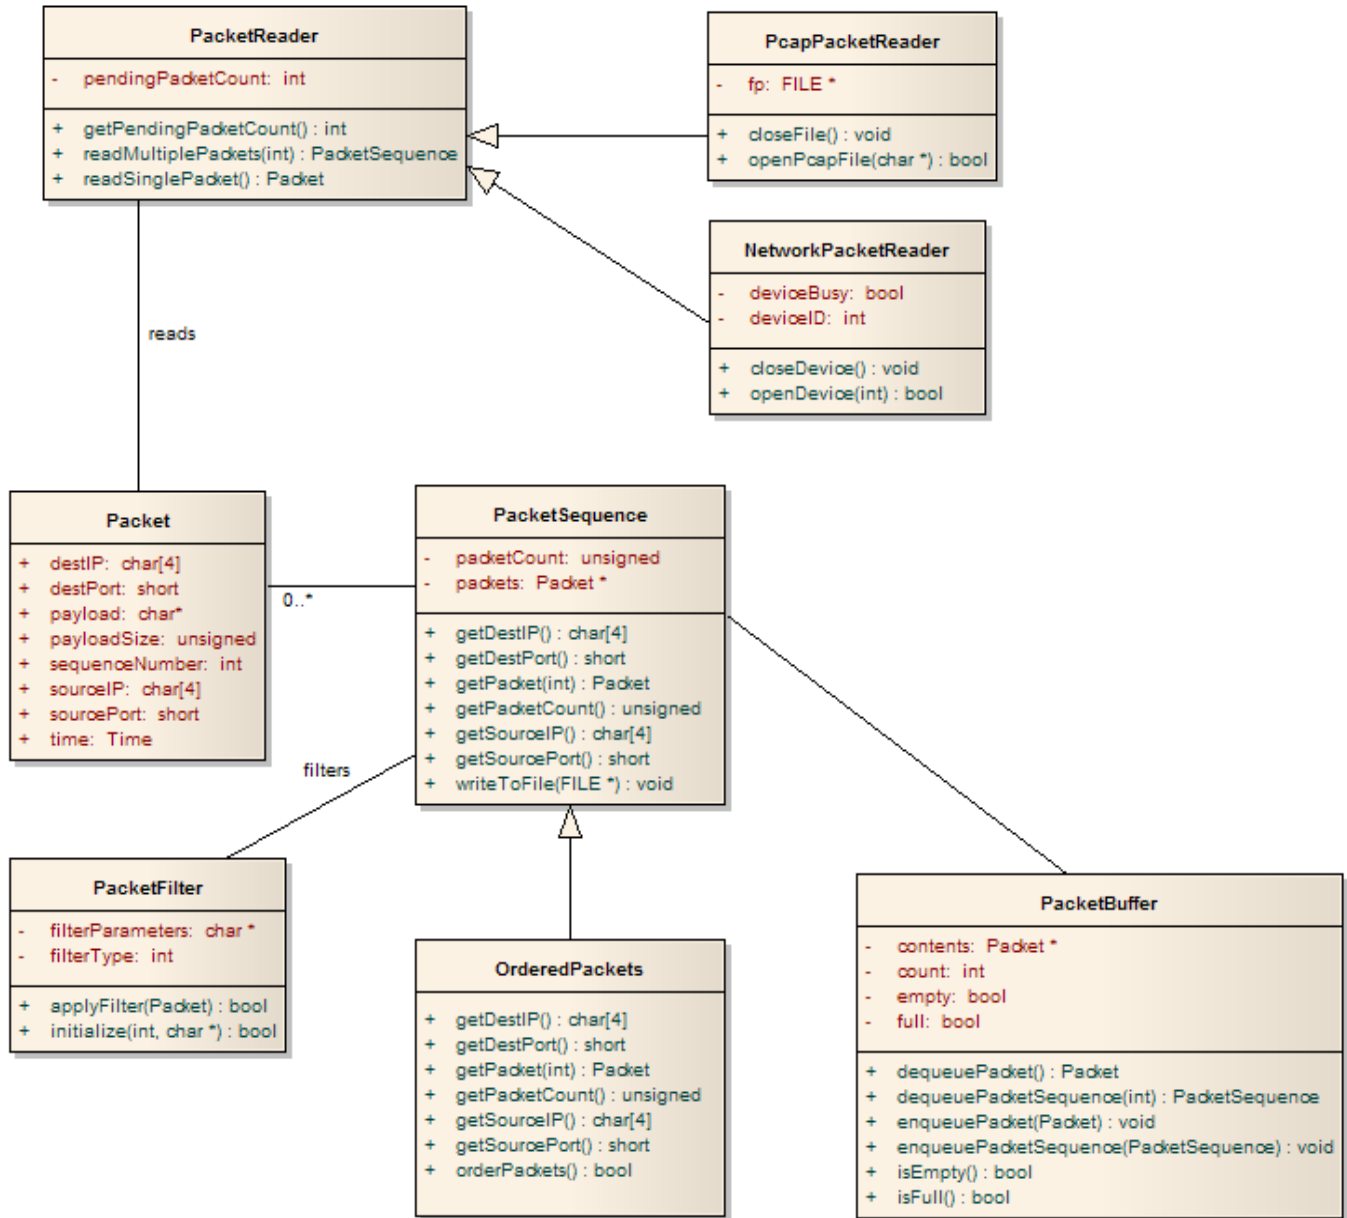 PacketReader
- pendingPacketCount: int
+ getPendingPacketCount() : int
+ readMultiplePackets(int) : PacketSequence
+ readSinglePacket() : Packet
PcapPacketReader
- fp: FILE *
+ closeFile() : void
+ openPcapFile(char *) : bool
NetworkPacketReader
- deviceBusy: bool
- deviceID: int
+ closeDevice() : void
+ openDevice(int) : bool
reads
Packet
+ destIP: char[4]
+ destPort: short
+ payload: char*
+ payloadSize: unsigned
+ sequenceNumber: int
+ sourceIP: char[4]
+ sourcePort: short
+ time: Time
0..*
PacketSequence
- packetCount: unsigned
- packets: Packet *
+ getDestIP() : char[4]
+ getDestPort() : short
+ getPacket(int) : Packet
+ getPacketCount() : unsigned
+ getSourceIP() : char[4]
+ getSourcePort() : short
+ writeToFile(FILE *) : void
filters
PacketFilter
- filterParameters: char *
- filterType: int
+ applyFilter(Packet) : bool
+ initialize(int, char *) : bool
OrderedPackets
+ getDestIP() : char[4]
+ getDestPort() : short
+ getPacket(int) : Packet
+ getPacketCount() : unsigned
+ getSourceIP() : char[4]
+ getSourcePort() : short
+ orderPackets() : bool
PacketBuffer
- contents: Packet *
- count: int
- empty: bool
- full: bool
+ dequeuePacket() : Packet
+ dequeuePacketSequence(int) : PacketSequence
+ enqueuePacket(Packet) : void
+ enqueuePacketSequence(PacketSequence) : void
+ isEmpty() : bool
+ isFull() : bool